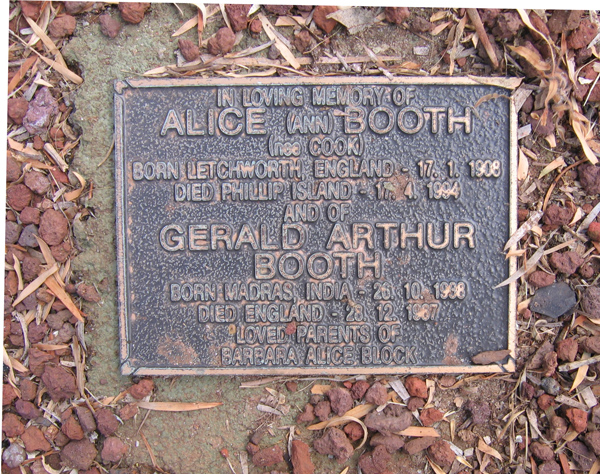 IN LOVING MEMORY OF
ALICE (ANN) BOOTH
(nee COOK)
BORN LETCHWORTH, ENGLAND - 17. 1. 1908
DIED PHILLIP ISLAND - 4. 1994
AND OF
GERALD ARTHUR
BOOTH
BORN MADRAS, INDIA - 26. 10.
DIED ENGLAND - 28. 12.
LOVED PARENTS OF
BARBARA ALICE BLOCK